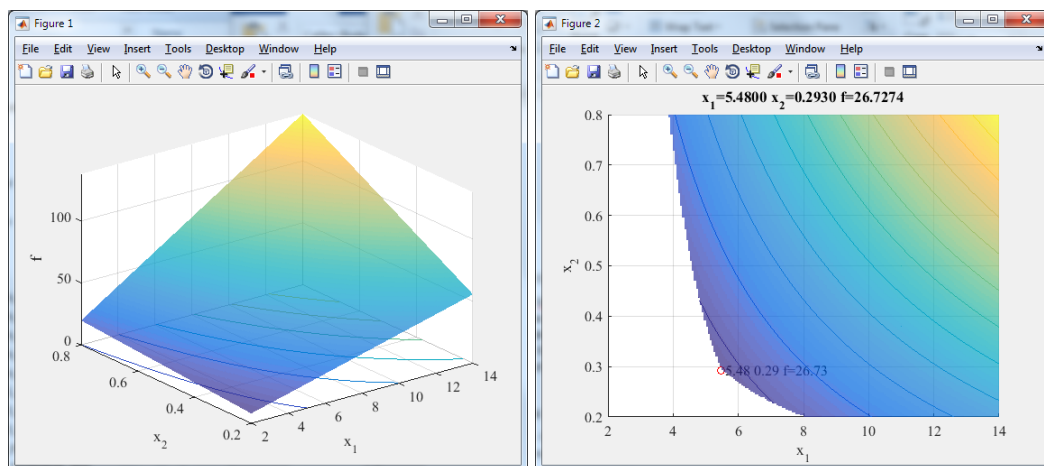 Figure 1
File Edit View Insert Tools Desktop Window Help
100
50
0
f
0.8
0.6
0.4
0.2
x2
2
4
6
8
10
12
14
x1
Figure 2
File Edit View Insert Tools Desktop Window Help
x1=5.4800 x2=0.2930 f=26.7274
0.8
0.7
0.6
0.5
0.4
0.3
0.2
x2
5.48 0.29 f=26.73
2 4 6 8 10 12 14
x1